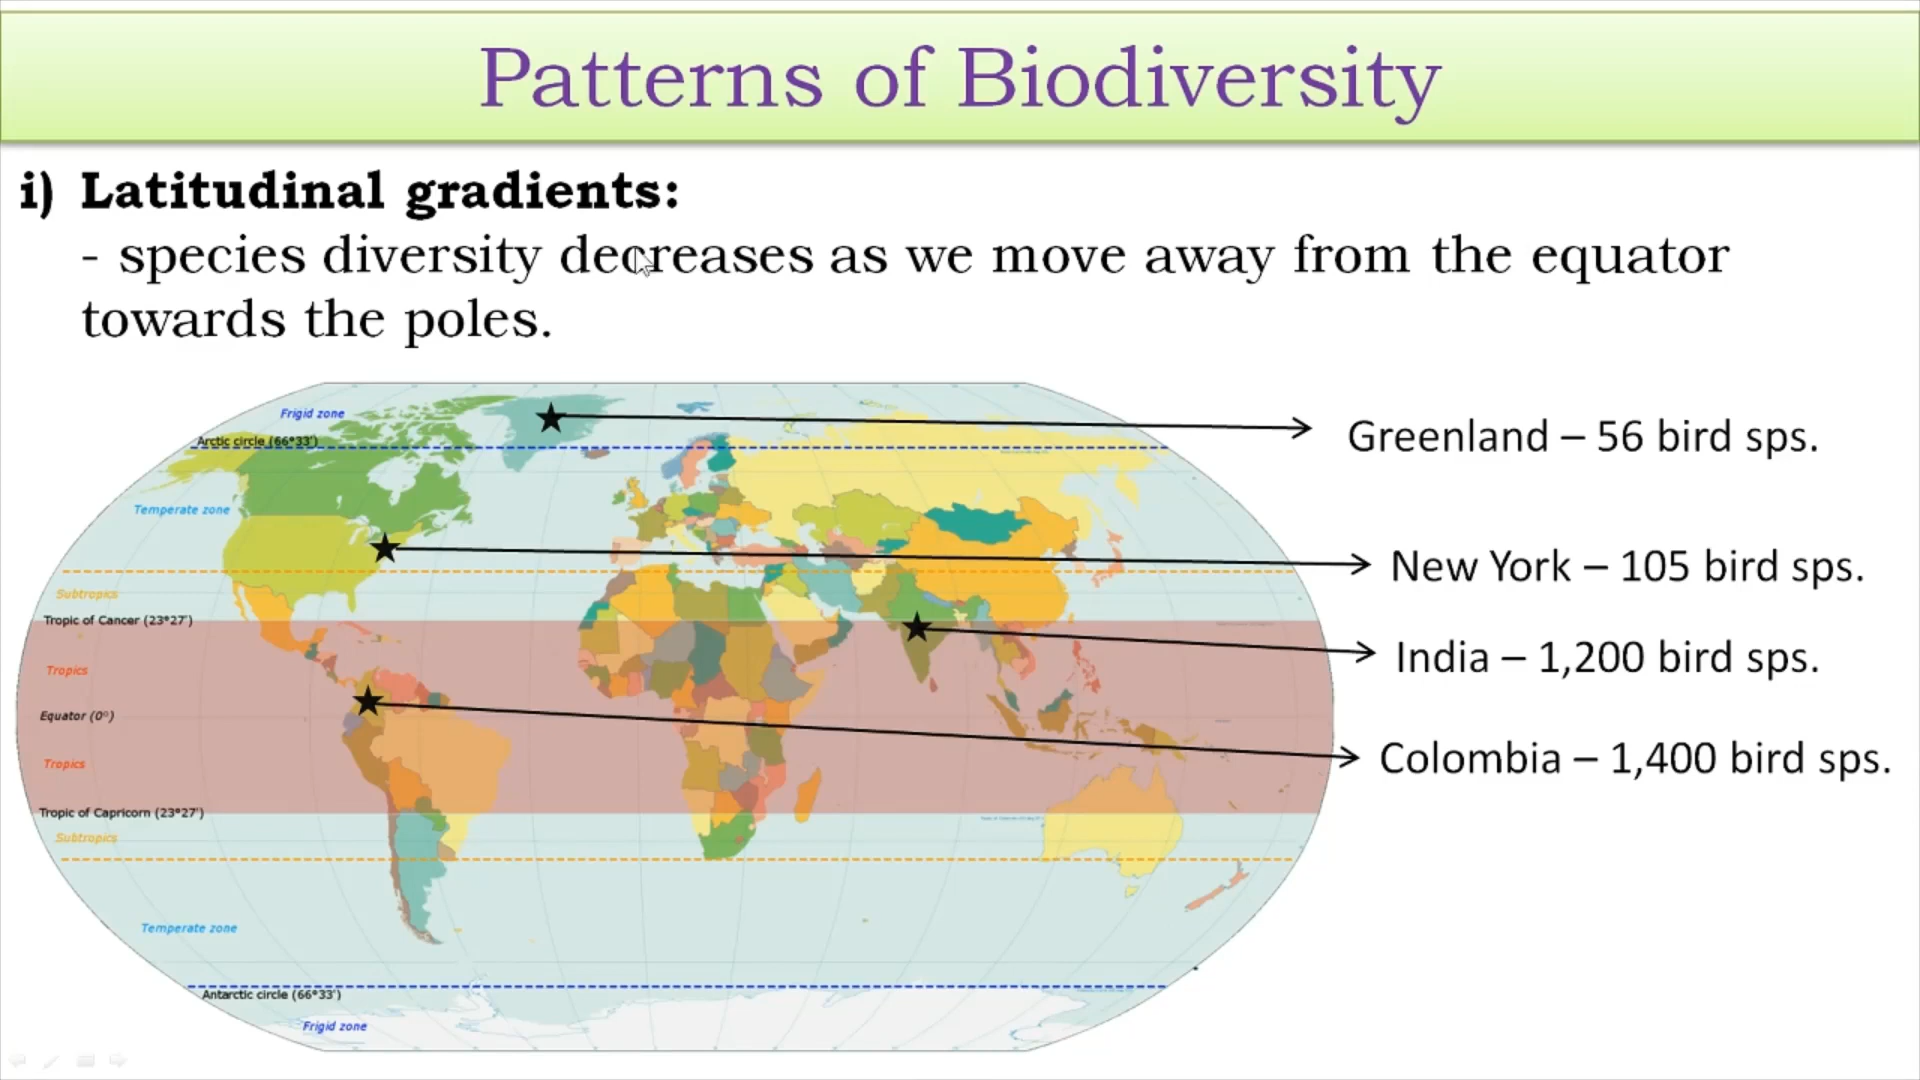 Patterns of Biodiversity
i) Latitudinal gradients:
- species diversity decreases as we move away from the equator
towards the poles.
Frigid zone
Arctic circle (66°33')
Greenland – 56 bird sps.
Temperate zone
New York – 105 bird sps.
Subtropics
Tropic of Cancer (23°27')
India – 1,200 bird sps.
Tropics
Equator (0°)
Colombia – 1,400 bird sps.
Tropics
Tropic of Capricorn (23°27')
Subtropics
Temperate zone
Antarctic circle (66°33')
Frigid zone